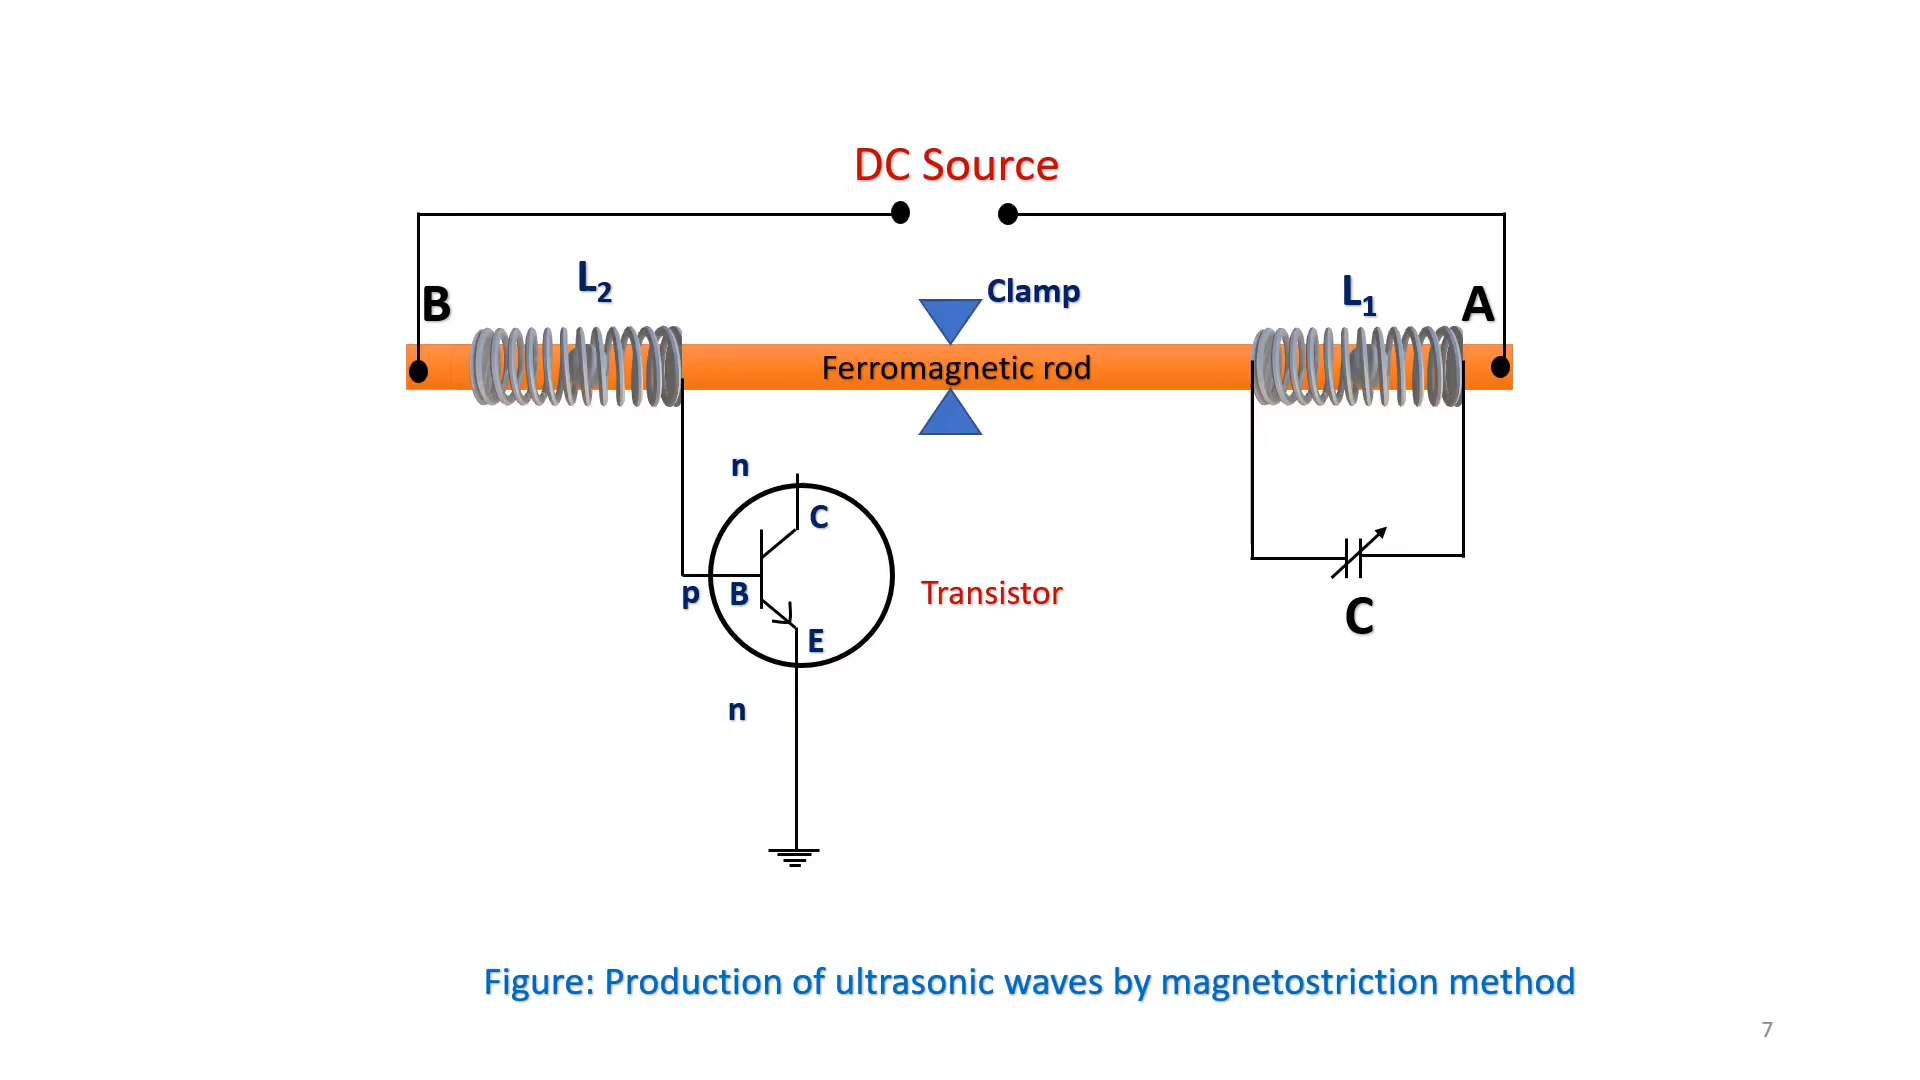 DC Source
L2
Clamp
L1
B
A
Ferromagnetic rod
n
C
p
B
Transistor
E
C
n
Figure: Production of ultrasonic waves by magnetostriction method
7